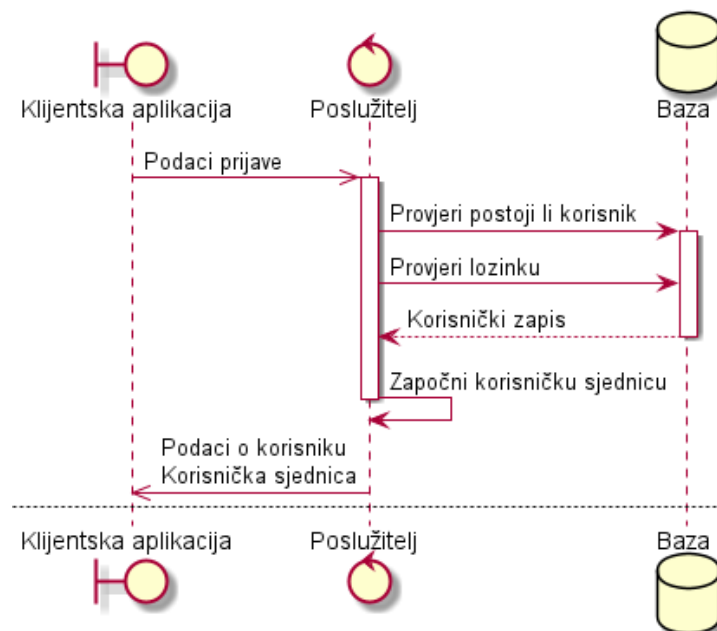 Klijentska aplikacija
Poslužitelj
Baza
Podaci prijave
Provjeri postoji li korisnik
Provjeri lozinku
Korisnički zapis
Započni korisničku sjednicu
Podaci o korisniku
Korisnička sjednica
Klijentska aplikacija
Poslužitelj
Baza